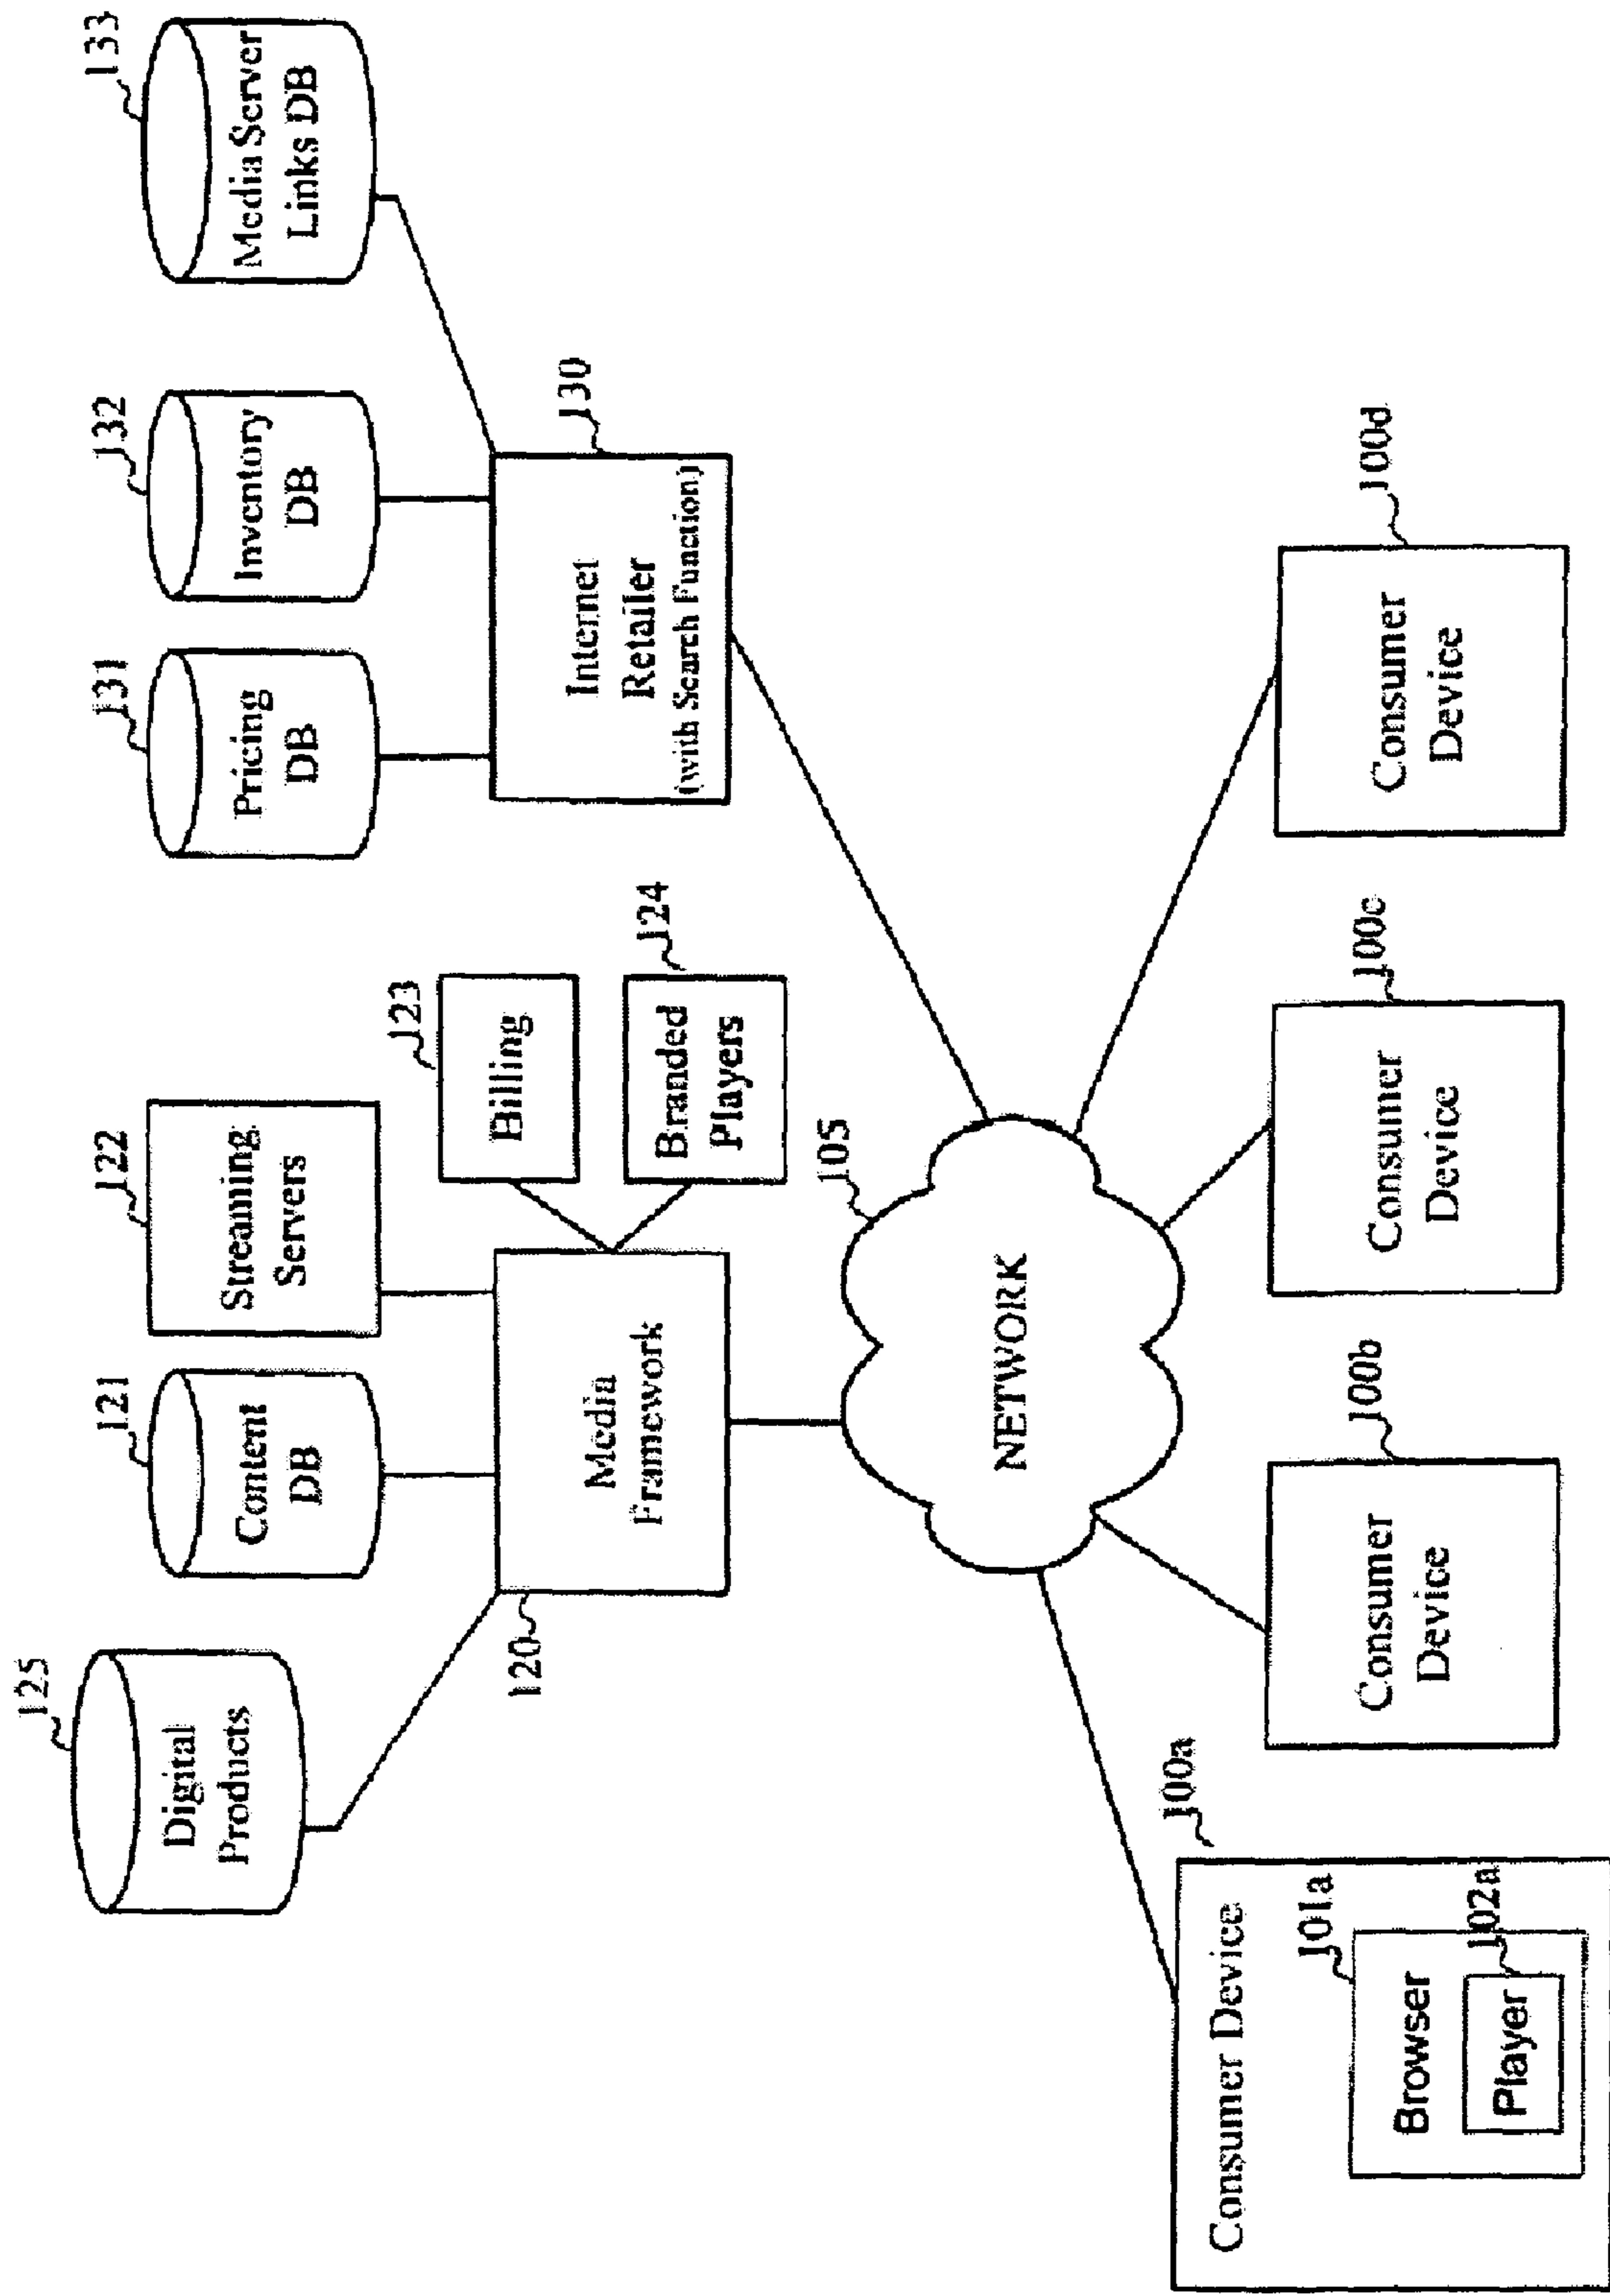 125
Digital
Products
121
Content
DB
122
Streaming
Servers
131
Pricing
DB
132
Inventory
DB
133
Media Server
Links DB
120
Media
Framework
123
Billing
124
Branded
Players
130
Internet
Retailer
(with Search Function)
105
NETWORK
100a
Consumer Device
101a
Browser
102a
Player
100b
Consumer
Device
100c
Consumer
Device
100d
Consumer
Device